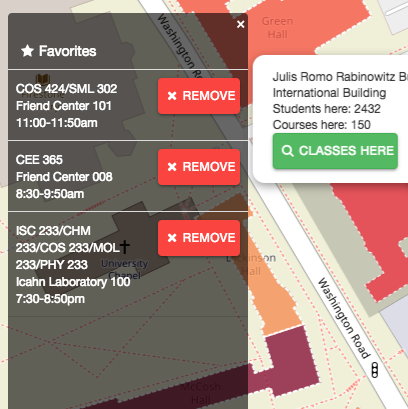 Green
Hall
Washington Road
×
Favorites
COS 424/SML 302
Friend Center 101
11:00-11:50am
REMOVE
CEE 365
Friend Center 008
8:30-9:50am
REMOVE
ISC 233/CHM
233/COS 233/MOL
233/PHY 233
Icahn Laboratory 100
7:30-8:50pm
REMOVE
Julis Romo Rabinowitz
International Building
Students here: 2432
Courses here: 150
CLASSES HERE
University
Chapel
Dickinson
Hall
Washington Road
McCosh
Hall